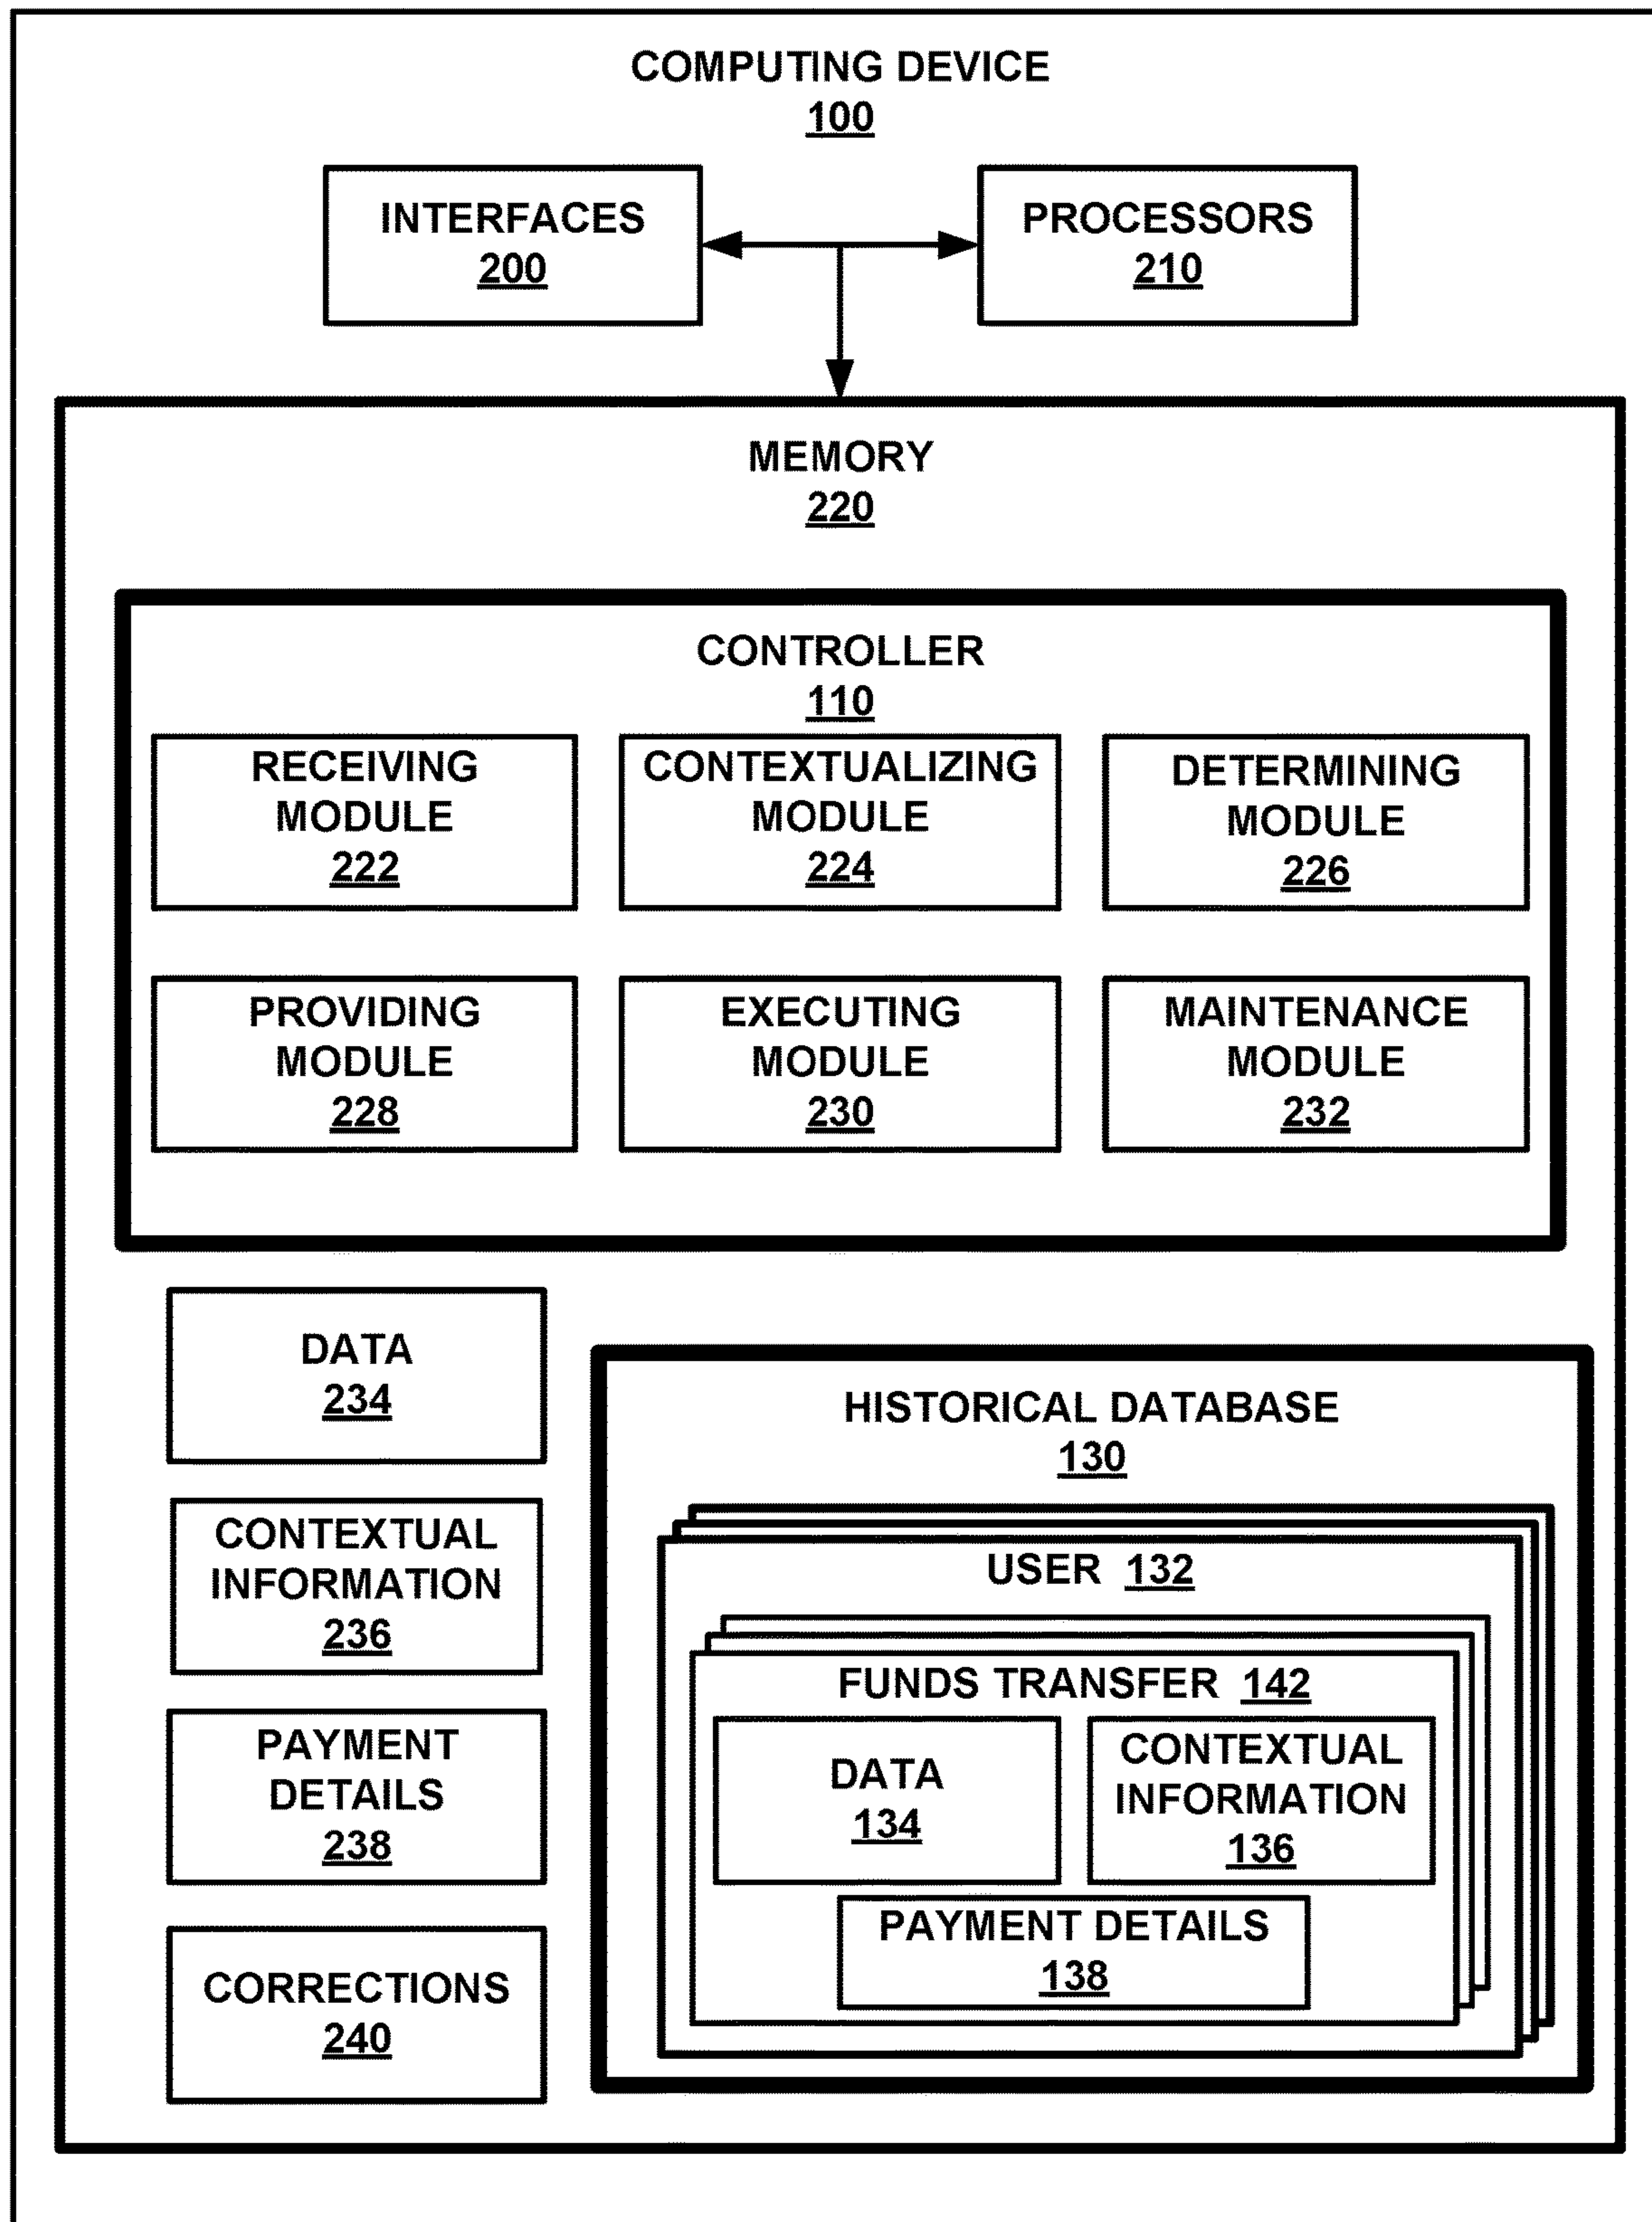 COMPUTING DEVICE
100
INTERFACES
200
PROCESSORS
210
MEMORY
220
CONTROLLER
110
RECEIVING
MODULE
222
CONTEXTUALIZING
MODULE
224
DETERMINING
MODULE
226
PROVIDING
MODULE
228
EXECUTING
MODULE
230
MAINTENANCE
MODULE
232
DATA
234
CONTEXTUAL
INFORMATION
236
PAYMENT
DETAILS
238
CORRECTIONS
240
HISTORICAL DATABASE
130
USER 132
FUNDS TRANSFER 142
DATA
134
CONTEXTUAL
INFORMATION
136
PAYMENT DETAILS
138